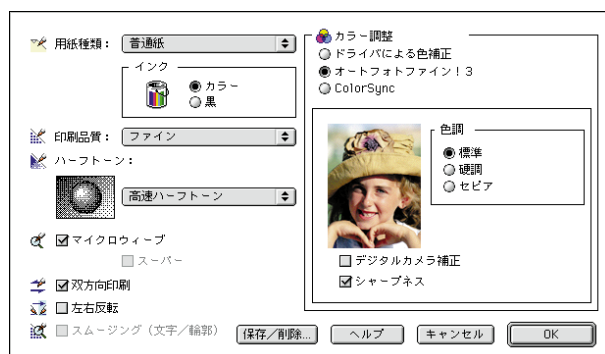 用紙種類： 普通紙
インク
カラー
黒
印刷品質： ファイン
ハーフトーン：
高速ハーフトーン
マイクロウィーブ
スーパー
双方向印刷
左右反転
スムージング（文字／輪郭）
カラー調整
ドライバによる色補正
オートフォトファイン！3
ColorSync
色調
標準
硬調
セピア
デジタルカメラ補正
シャープネス
保存／削除... ヘルプ キャンセル OK